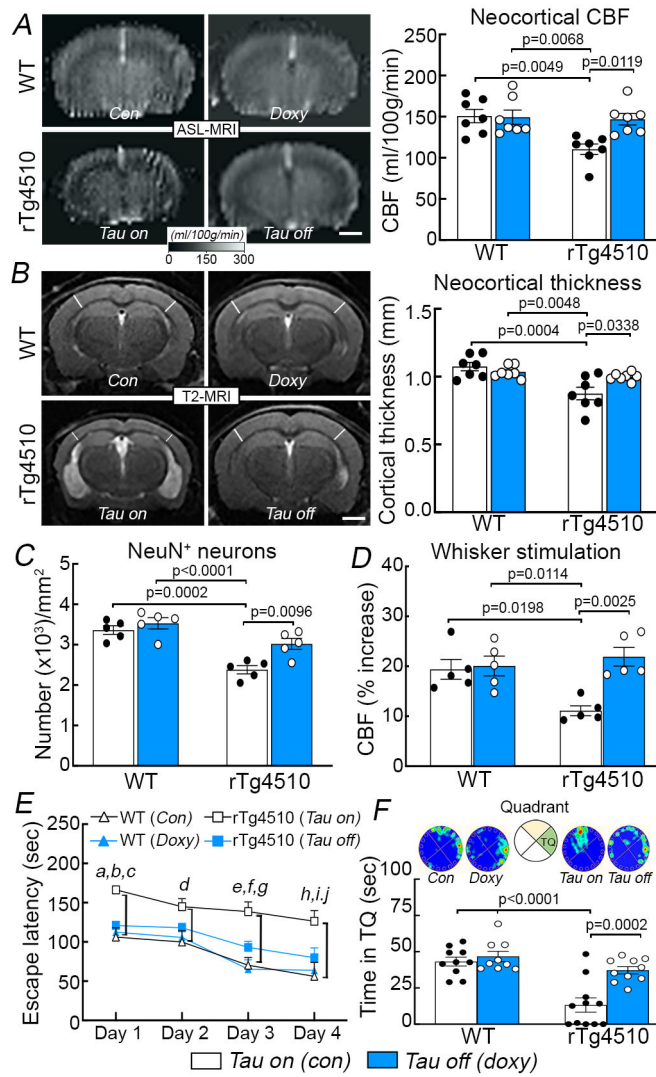 A
WT
rTg4510
Con
Doxy
ASL-MRI
Tau on
(ml/100g/min)
0 150 300
Tau off
Neocortical CBF
p=0.0068
p=0.0049
p=0.0119
CBF (ml/100g/min)
250
200
150
100
50
0
WT
rTg4510
B
WT
rTg4510
Con
Doxy
T2-MRI
Tau on
Tau off
Neocortical thickness
p=0.0048
p=0.0004
p=0.0338
Cortical thickness (mm)
1.5
1.0
0.5
0.0
WT
rTg4510
C
NeuN⁺ neurons
p<0.0001
p=0.0002
p=0.0096
Number (x10³)/mm²
6
5
4
3
2
1
0
WT
rTg4510
D
Whisker stimulation
p=0.0114
p=0.0198
p=0.0025
CBF (% increase)
40
30
20
10
0
WT
rTg4510
E
WT (Con)
rTg4510 (Tau on)
WT (Doxy)
rTg4510 (Tau off)
Escape latency (sec)
250
200
150
100
50
0
a,b,c
d
e,f,g
h,i.j
Day 1
Day 2
Day 3
Day 4
F
Quadrant
TQ
Con
Doxy
Tau on
Tau off
p<0.0001
p=0.0002
Time in TQ (sec)
100
75
50
25
0
WT
rTg4510
Tau on (con)
Tau off (doxy)